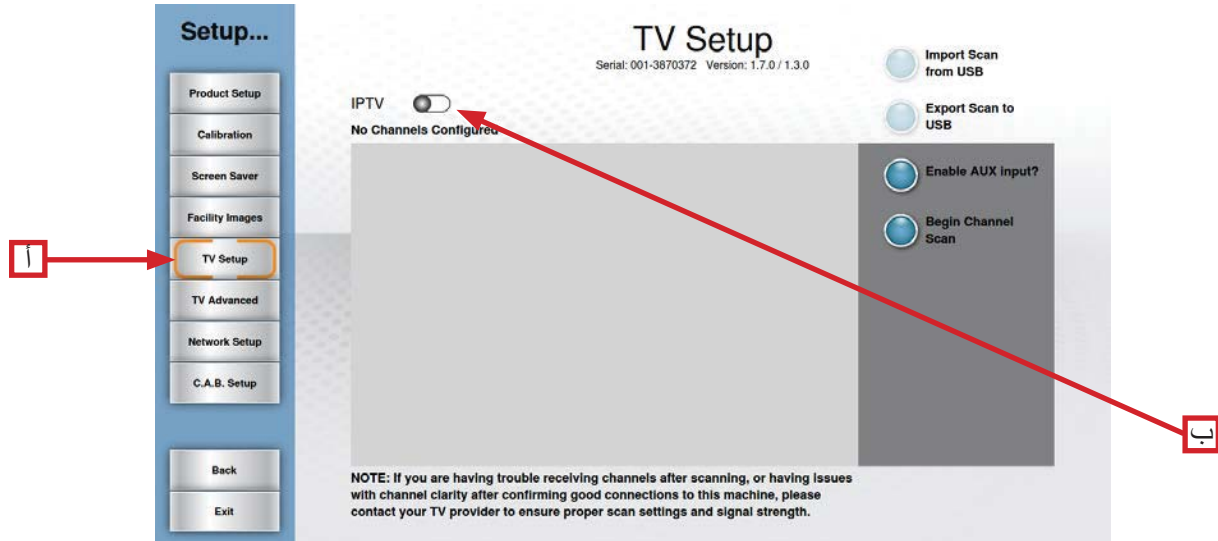 Setup...
Product Setup
Calibration
Screen Saver
Facility Images
TV Setup
TV Advanced
Network Setup
C.A.B. Setup
Back
Exit
TV Setup
Serial: 001-3870372 Version: 1.7.0 / 1.3.0
IPTV
No Channels Configured
Import Scan
from USB
Export Scan to
USB
Enable AUX input?
Begin Channel
Scan
NOTE: If you are having trouble receiving channels after scanning, or having issues
with channel clarity after confirming good connections to this machine, please
contact your TV provider to ensure proper scan settings and signal strength.
أ
ب